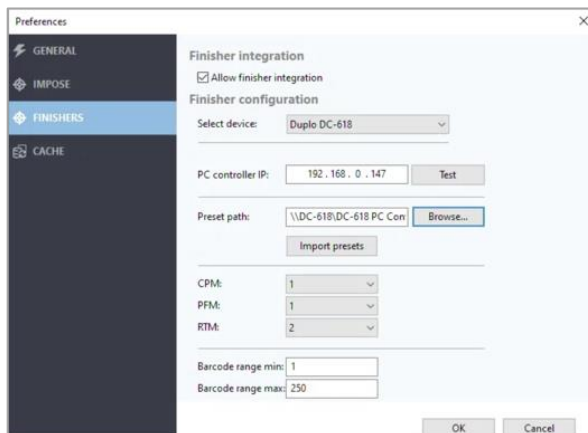 Preferences
GENERAL
IMPOSE
FINISHERS
CACHE
Finisher integration
Allow finisher integration
Finisher configuration
Select device: Duplo DC-618
PC controller IP: 192 . 168 . 0 . 147 Test
Preset path: \\DC-618\DC-618 PC Con Browse...
Import presets
CPM: 1
PFM: 1
RTM: 2
Barcode range min: 1
Barcode range max: 250
OK Cancel